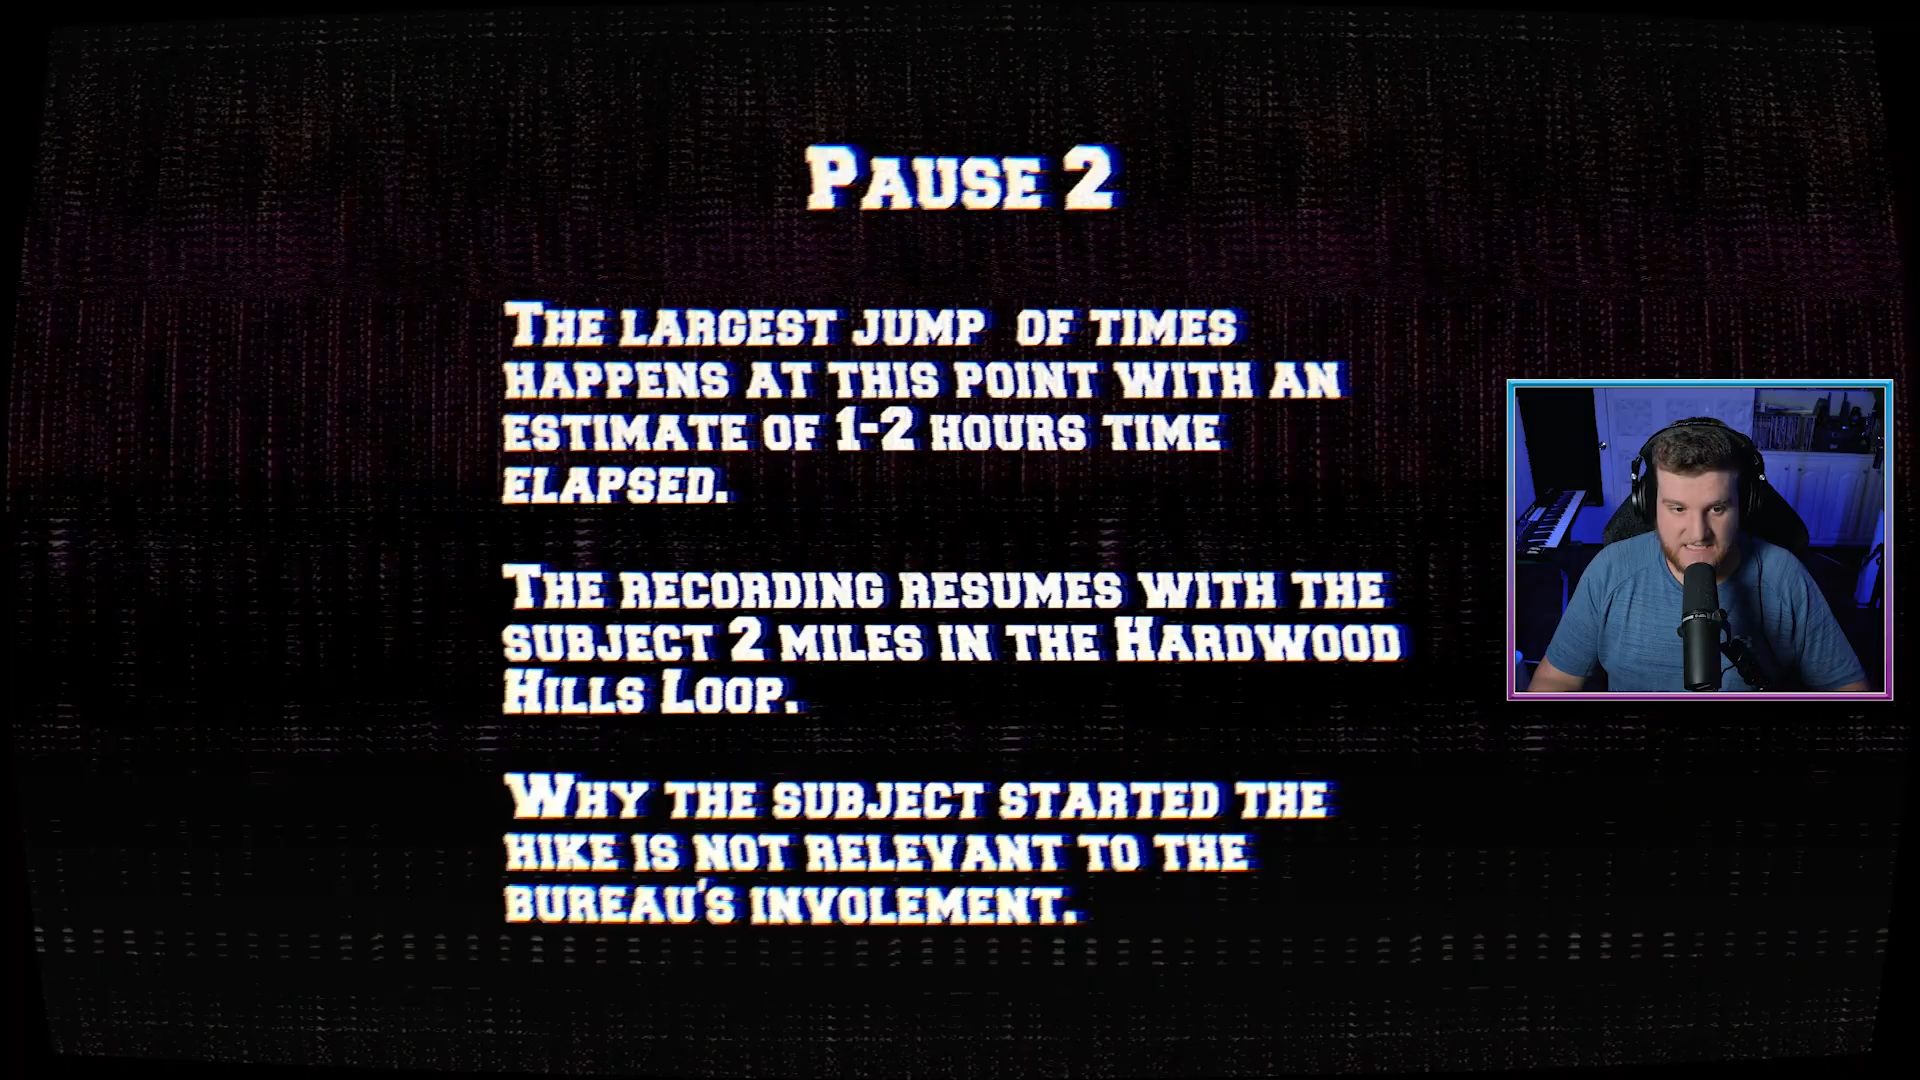 Pause 2
The largest jump of times
happens at this point with an
estimate of 1-2 hours time
elapsed.
The recording resumes with the
subject 2 miles in the Hardwood
Hills Loop.
Why the subject started the
hike is not relevant to the
bureau's involement.